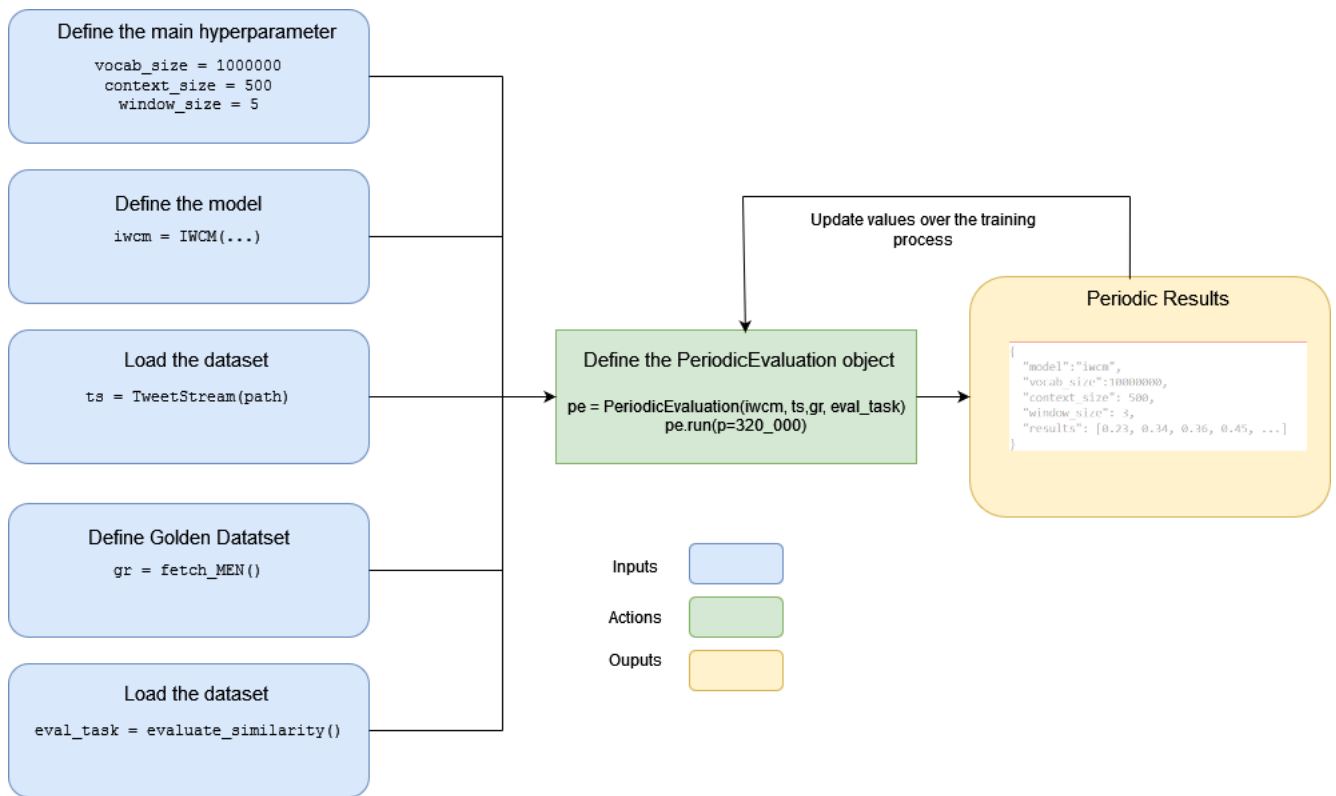 Define the main hyperparameter
vocab_size = 1000000
context_size = 500
window_size = 5
Define the model
iwcm = IWCM(...)
Load the dataset
ts = TweetStream(path)
Define Golden Datatset
gr = fetch_MEN()
Load the dataset
eval_task = evaluate_similarity()
Define the PeriodicEvaluation object
pe = PeriodicEvaluation(iwcm, ts,gr, eval_task)
pe.run(p=320_000)
Update values over the training
process
Periodic Results
{
"model":"iwcm",
"vocab_size":10000000,
"context_size": 500,
"window_size": 3,
"results": [0.23, 0.34, 0.36, 0.45, ...]
}
Inputs
Actions
Ouputs